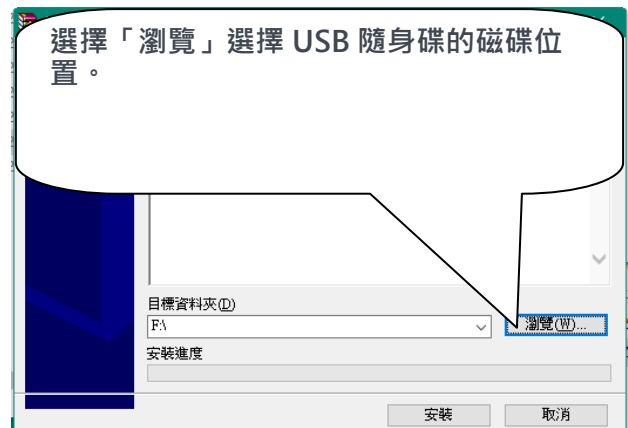 選擇「瀏覽」選擇 USB 隨身碟的磁碟位
置。
目標資料夾(D)
F:\
瀏覽(W)...
安裝進度
安裝
取消